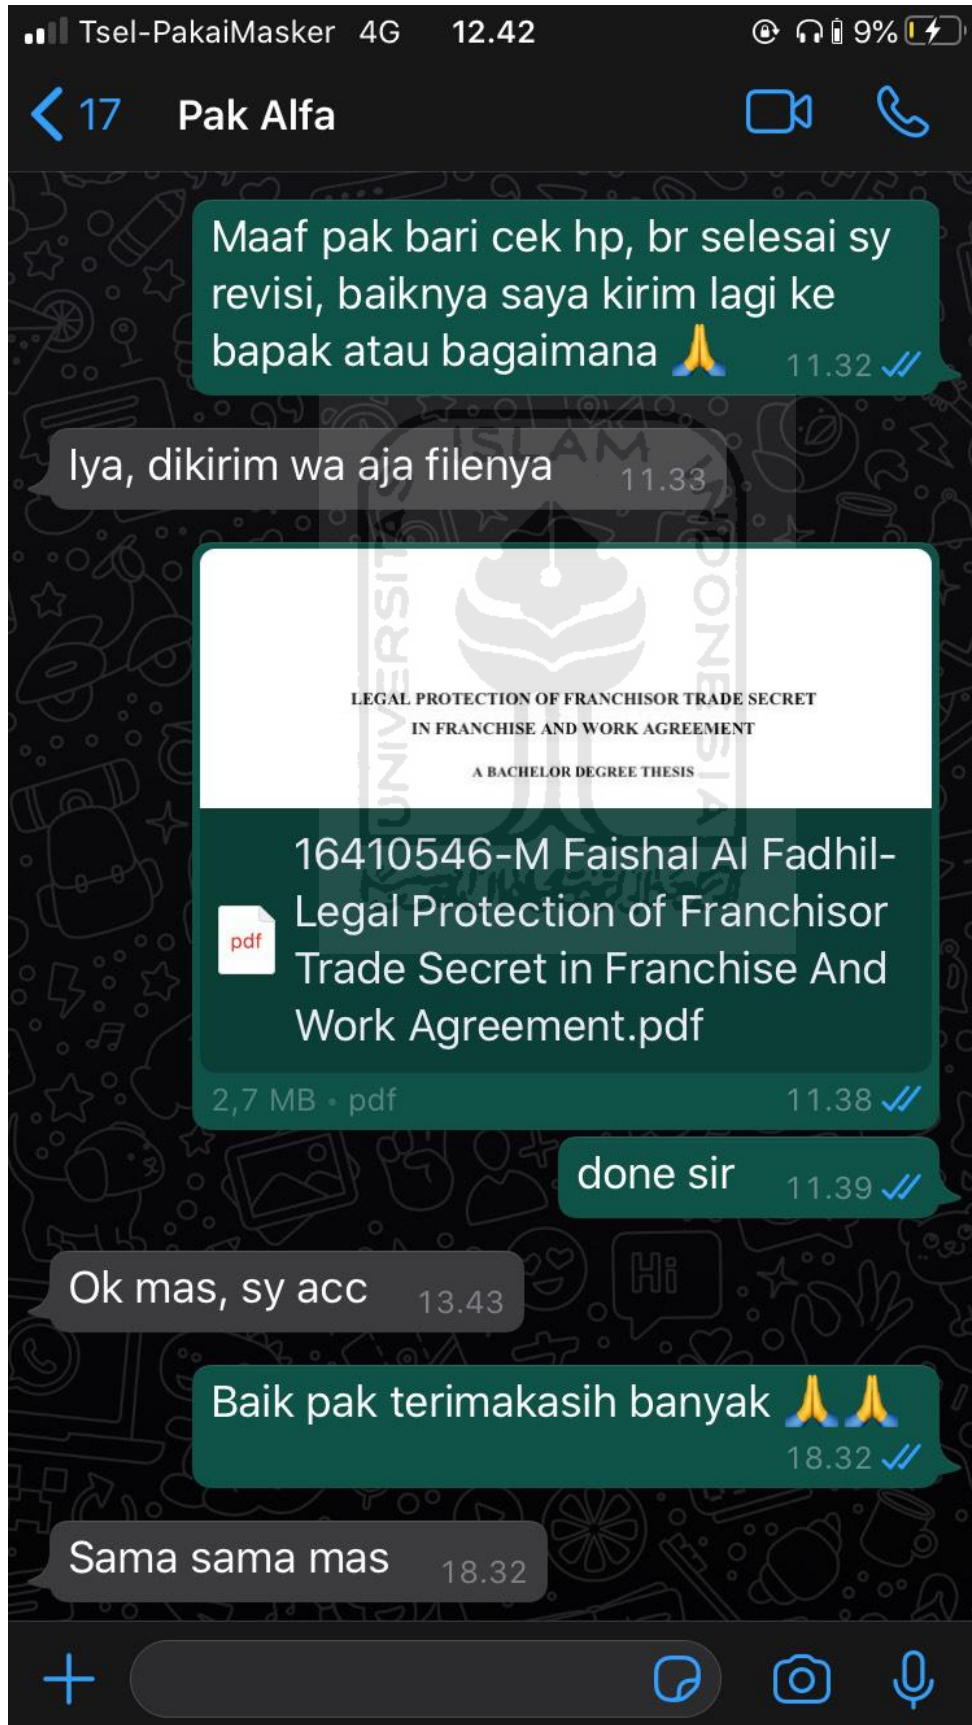 Tsel-PakaiMasker 4G 12.42 9%
17 Pak Alfa
Maaf pak bari cek hp, br selesai sy
revisi, baiknya saya kirim lagi ke
bapak atau bagaimana 🙏 11.32
Iya, dikirim wa aja filenya 11.33
LEGAL PROTECTION OF FRANCHISOR TRADE SECRET
IN FRANCHISE AND WORK AGREEMENT
A BACHELOR DEGREE THESIS
16410546-M Faishal Al Fadhil-
Legal Protection of Franchisor
Trade Secret in Franchise And
Work Agreement.pdf
pdf
2,7 MB • pdf 11.38
done sir 11.39
Ok mas, sy acc 13.43
Baik pak terimakasih banyak 🙏🙏
18.32
Sama sama mas 18.32
UNIVERSITAS ISLAM INDONESIA
Hi